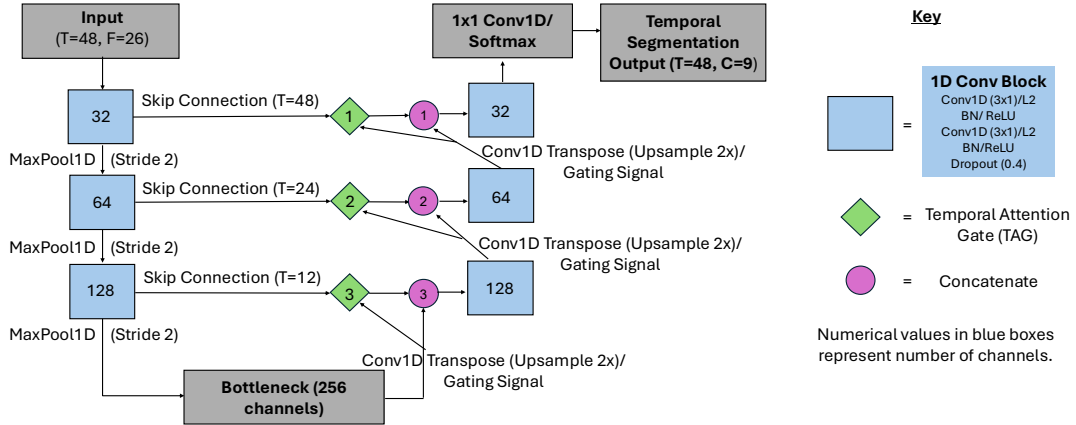 Input
(T=48, F=26)
1x1 Conv1D/
Softmax
Temporal
Segmentation
Output (T=48, C=9)
Key
32
Skip Connection (T=48)
1
1
32
MaxPool1D (Stride 2)
Conv1D Transpose (Upsample 2x)/
Gating Signal
64
Skip Connection (T=24)
2
2
64
MaxPool1D (Stride 2)
Conv1D Transpose (Upsample 2x)/
Gating Signal
128
Skip Connection (T=12)
3
3
128
MaxPool1D (Stride 2)
Conv1D Transpose (Upsample 2x)/
Gating Signal
Bottleneck (256
channels)
=
1D Conv Block
Conv1D (3x1)/L2
BN/ ReLU
Conv1D (3x1)/L2
BN/ReLU
Dropout (0.4)
= Temporal Attention
Gate (TAG)
= Concatenate
Numerical values in blue boxes
represent number of channels.